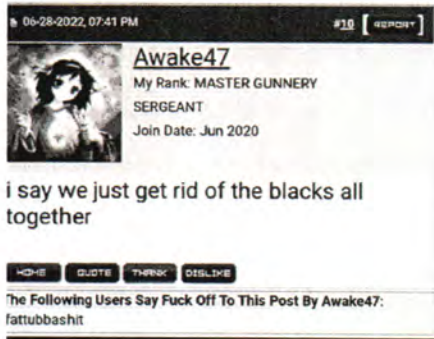 06-28-2022, 07:41 PM #10 [REPORT]
Awake47
My Rank: MASTER GUNNERY
SERGEANT
Join Date: Jun 2020
i say we just get rid of the blacks all
together
HOME QUOTE THANK DISLIKE
The Following Users Say Fuck Off To This Post By Awake47:
fattubbashit